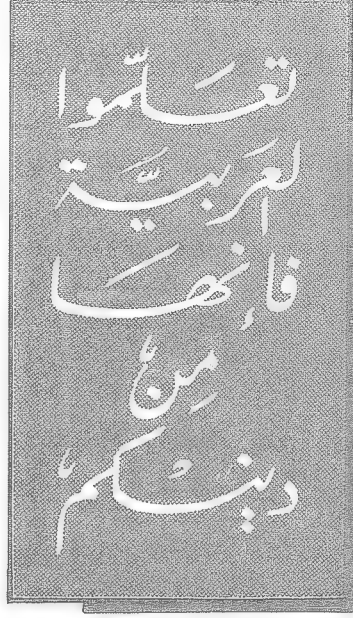 تعلّموا
العربيّة
فإنها
من
دينكم